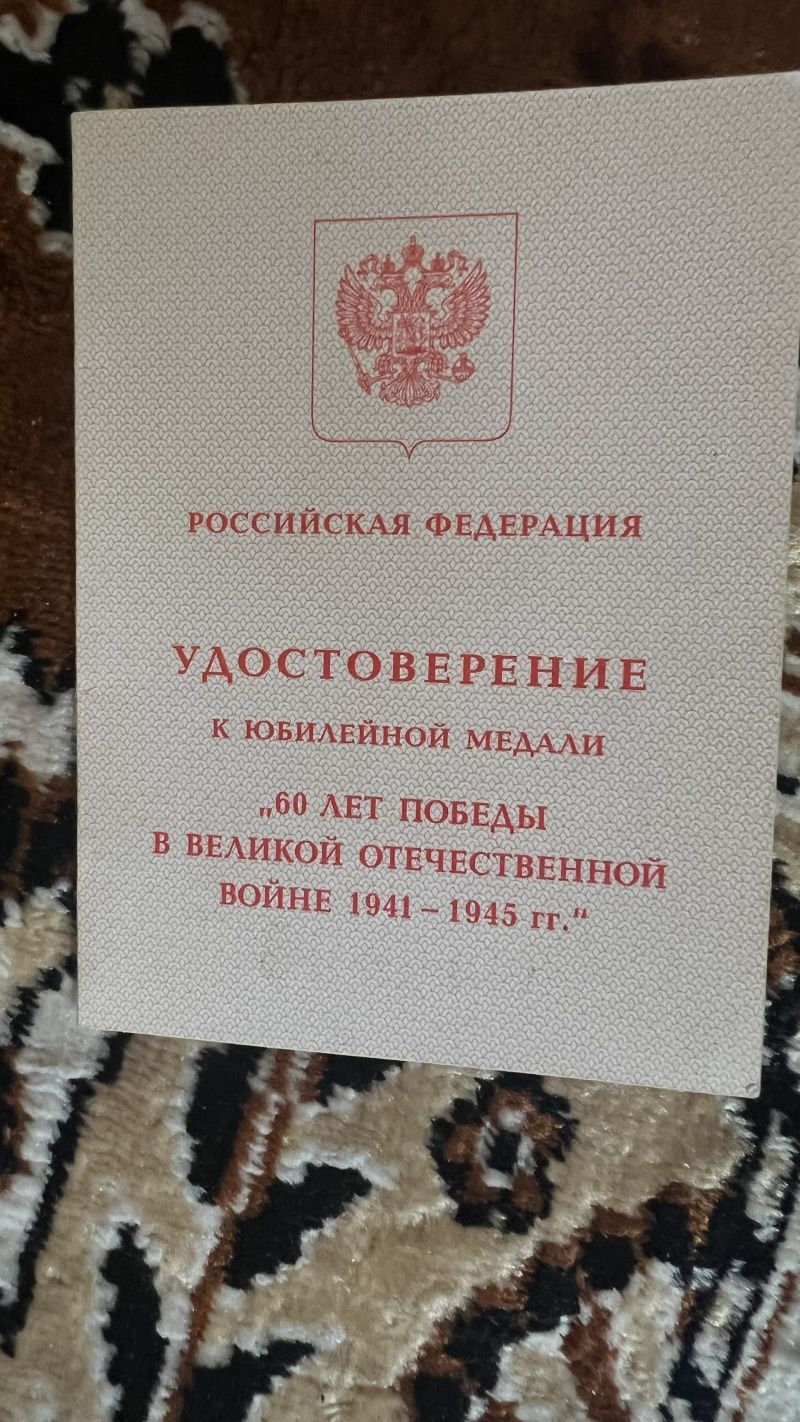 РОССИЙСКАЯ ФЕДЕРАЦИЯ
УДОСТОВЕРЕНИЕ
К ЮБИЛЕЙНОЙ МЕДАЛИ
„60 ЛЕТ ПОБЕДЫ
В ВЕЛИКОЙ ОТЕЧЕСТВЕННОЙ
ВОЙНЕ 1941 – 1945 гг."